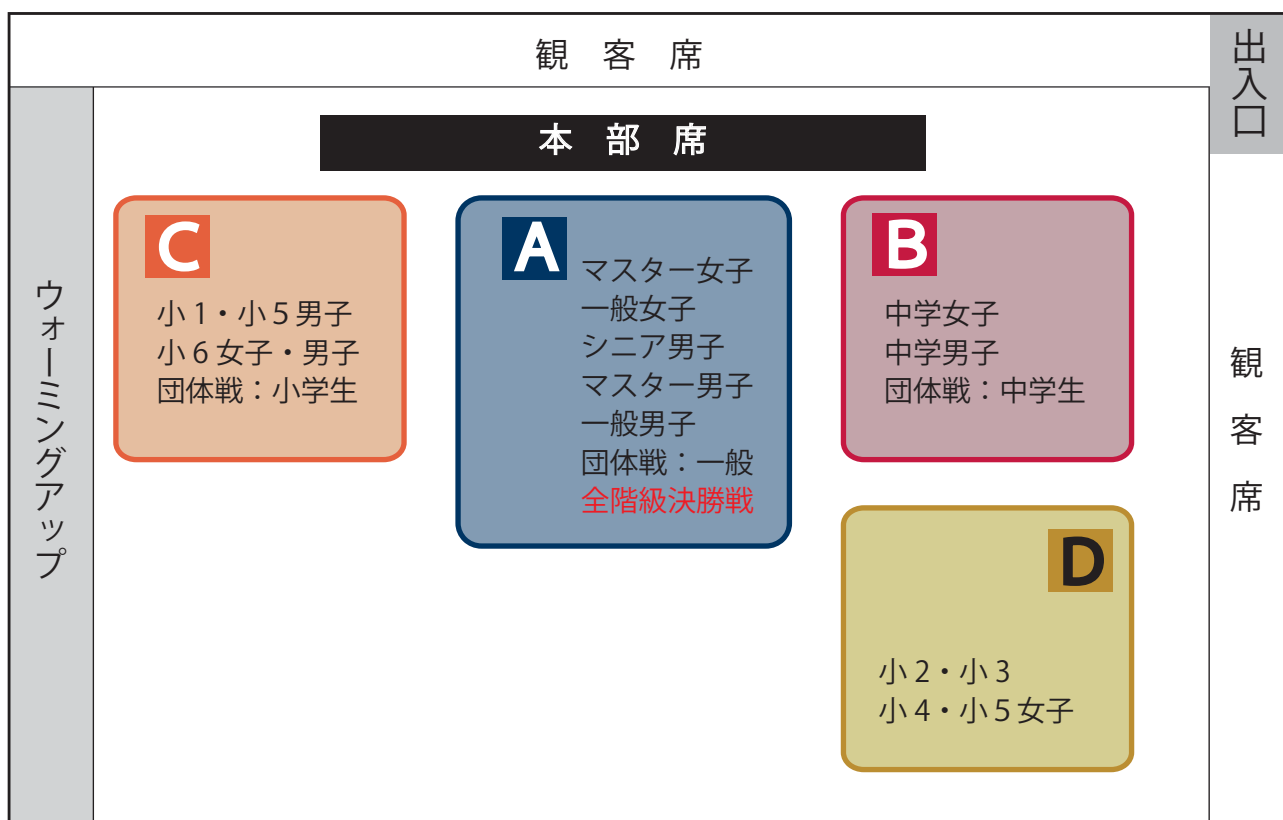 観客席
出入口
本部席
ウォーミングアップ
C
小1・小5男子
小6女子・男子
団体戦：小学生
A
マスター女子
一般女子
シニア男子
マスター男子
一般男子
団体戦：一般
全階級決勝戦
B
中学女子
中学男子
団体戦：中学生
観客席
D
小2・小3
小4・小5女子